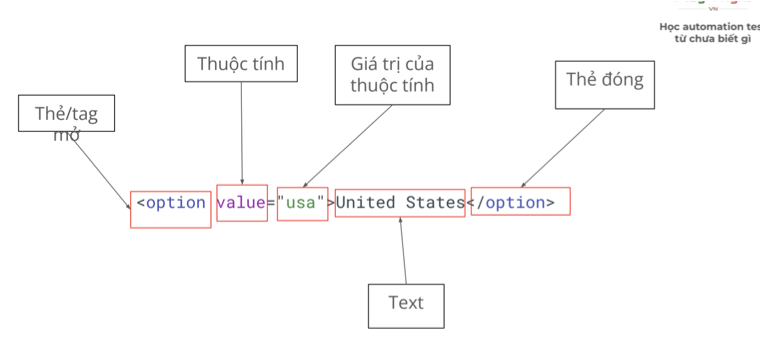 VN
Học automation tes
từ chưa biết gì
Thuộc tính
Giá trị của
thuộc tính
Thẻ đóng
Thẻ/tag
mở
<option value="usa">United States</option>
Text